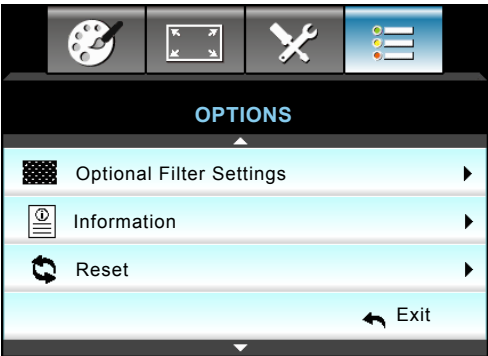 OPTIONS
Optional Filter Settings
Information
Reset
Exit